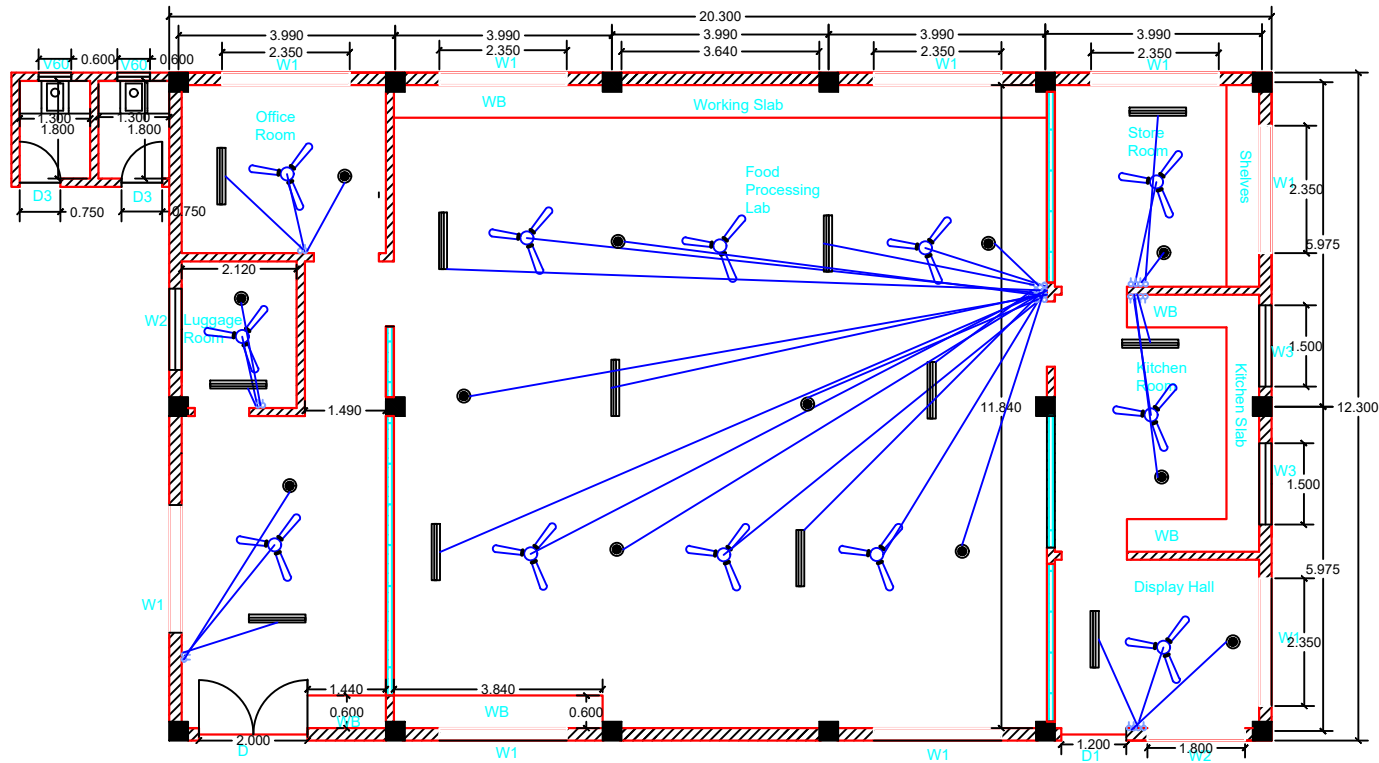 20.300
3.990
3.990
3.990
3.990
3.990
2.350
2.350
3.640
2.350
2.350
0.600
0.600
V60
V60
W1
W1
W1
W1
WB
Working Slab
Office
Room
Store
Room
Shelves
1.300
1.300
1.800
1.800
Food
Processing
Lab
W1
2.350
D3
D3
0.750
0.750
5.975
2.120
W2
Luggage
Room
WB
W3
1.500
Kitchen
Room
Kitchen Slab
1.490
11.840
12.300
W3
1.500
WB
5.975
Display Hall
W1
W1
2.350
1.440
3.840
WB
0.600
WB
0.600
2.000
D
W1
W1
1.200
D1
1.800
W2